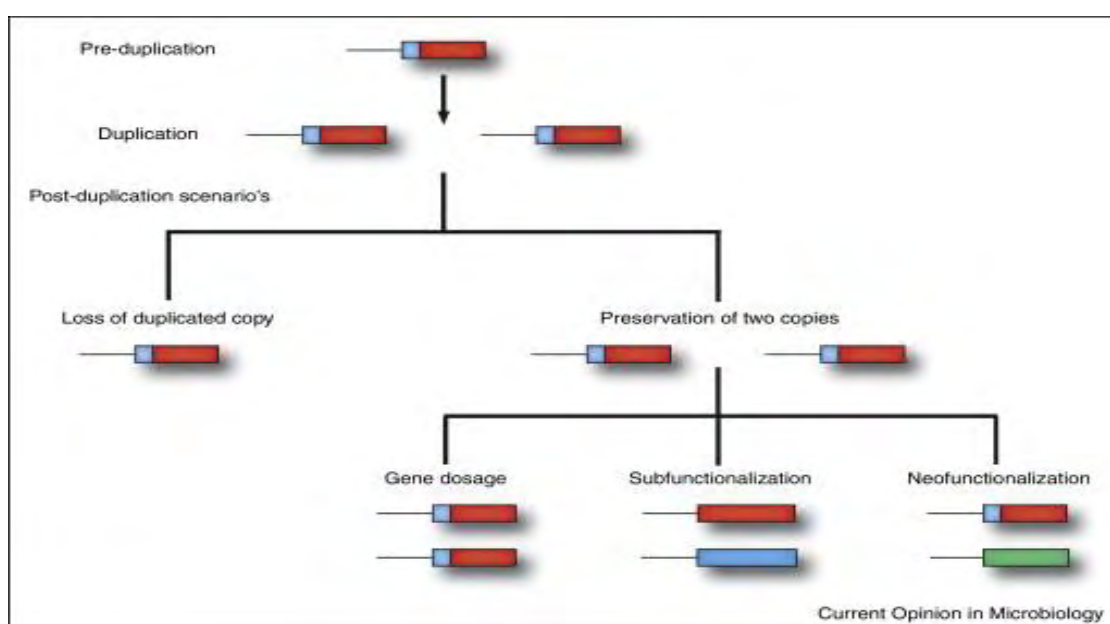 Pre-duplication
Duplication
Post-duplication scenario's
Loss of duplicated copy
Preservation of two copies
Gene dosage
Subfunctionalization
Neofunctionalization
Current Opinion in Microbiology